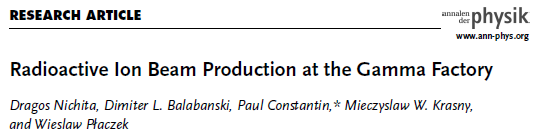 RESEARCH ARTICLE
annalen der physik
www.ann-phys.org
Radioactive Ion Beam Production at the Gamma Factory
Dragos Nichita, Dimiter L. Balabanski, Paul Constantin,* Mieczyslaw W. Krasny,
and Wieslaw Płaczek